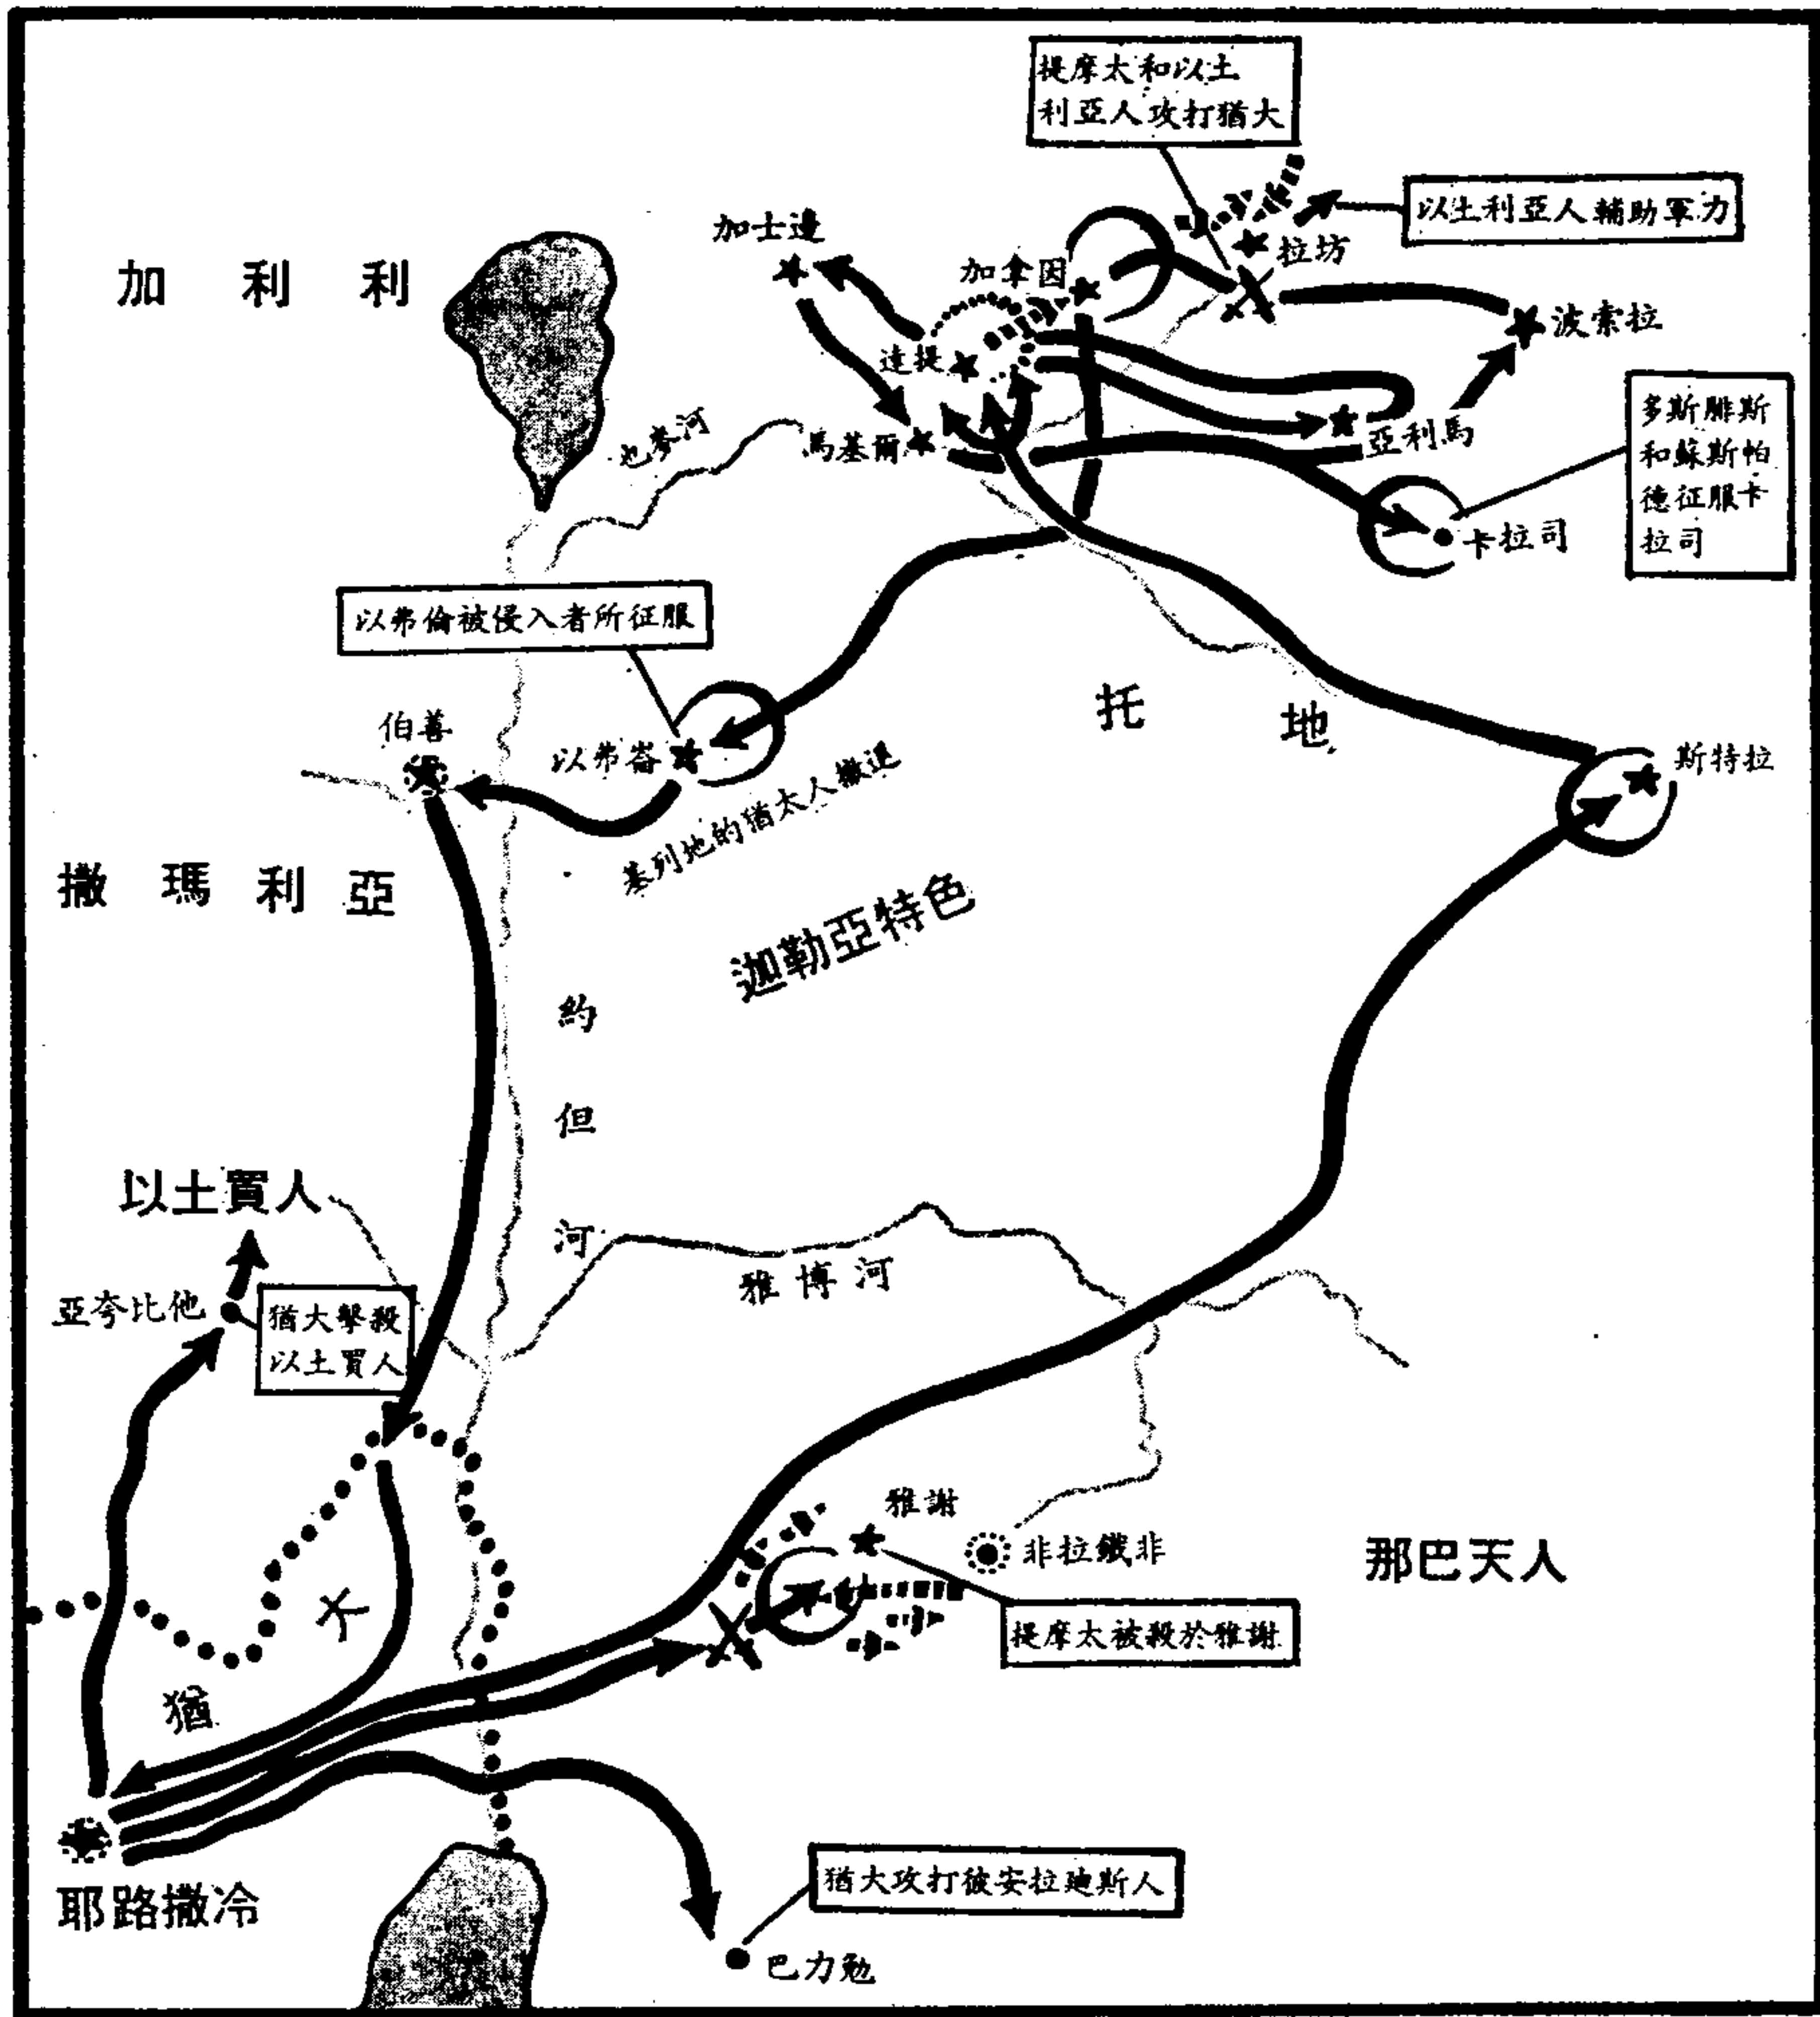 提摩太和以土
利亞人攻打猶大
以土利亞人輔助軍力
加士達
拉坊
加利利
加拿因
波索拉
達提
多斯腓斯
和蘇斯帕
德征服卡
拉司
馬基爾
亞利馬
卡拉司
以弗倫被侵入者所征服
托地
伯善
以弗崙
斯特拉
基列地的猶太人撤退
撒瑪利亞
迦勒亞特色
約但河
以土買人
雅博河
亞夸比他
猶大擊殺
以土買人
雅謝
非拉鐵非
那巴天人
提摩太被殺於雅謝
猶大
猶大攻打彼安拉廸斯人
耶路撒冷
巴力勉